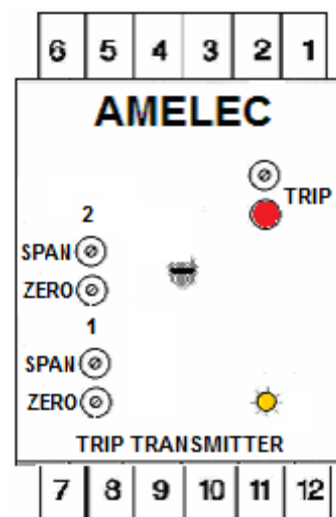 6 5 4 3 2 1
AMELEC
TRIP
2
SPAN
ZERO
1
SPAN
ZERO
TRIP TRANSMITTER
7 8 9 10 11 12